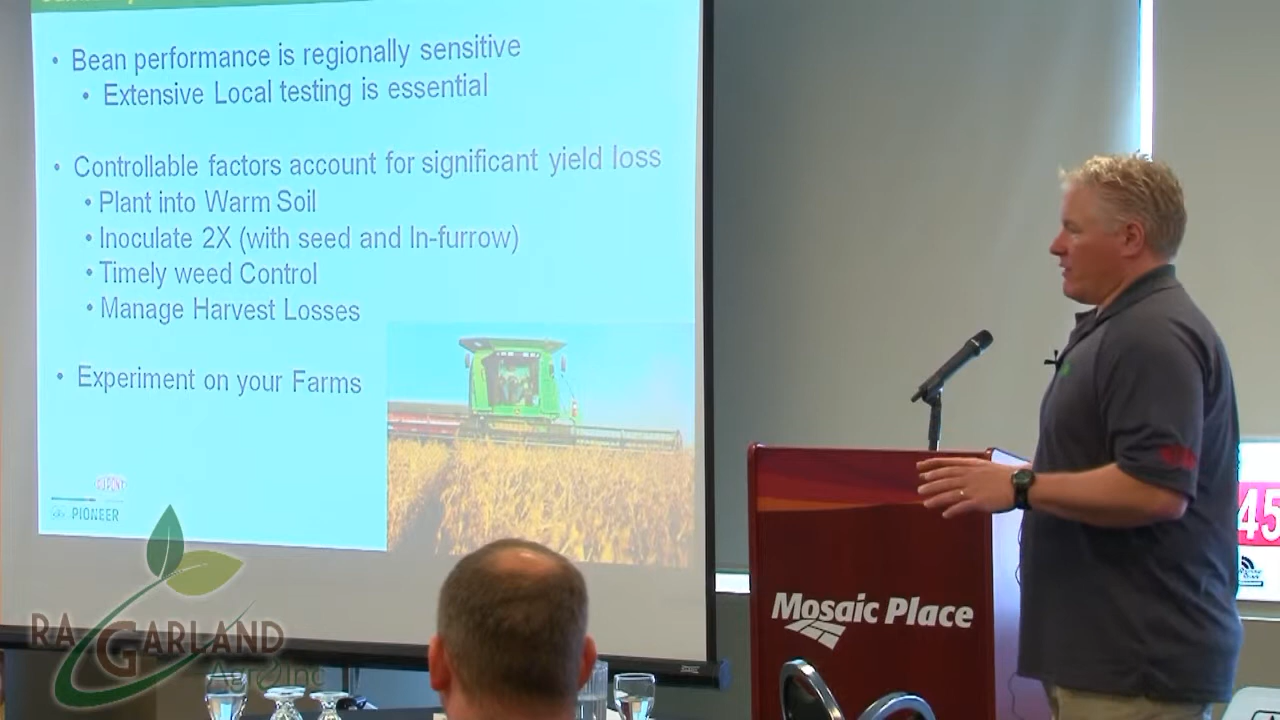 • Bean performance is regionally sensitive
• Extensive Local testing is essential
• Controllable factors account for significant yield loss
• Plant into Warm Soil
• Inoculate 2X (with seed and In-furrow)
• Timely weed Control
• Manage Harvest Losses
• Experiment on your Farms
PIONEER
RA GARLAND
Agro Inc
Mosaic Place
45